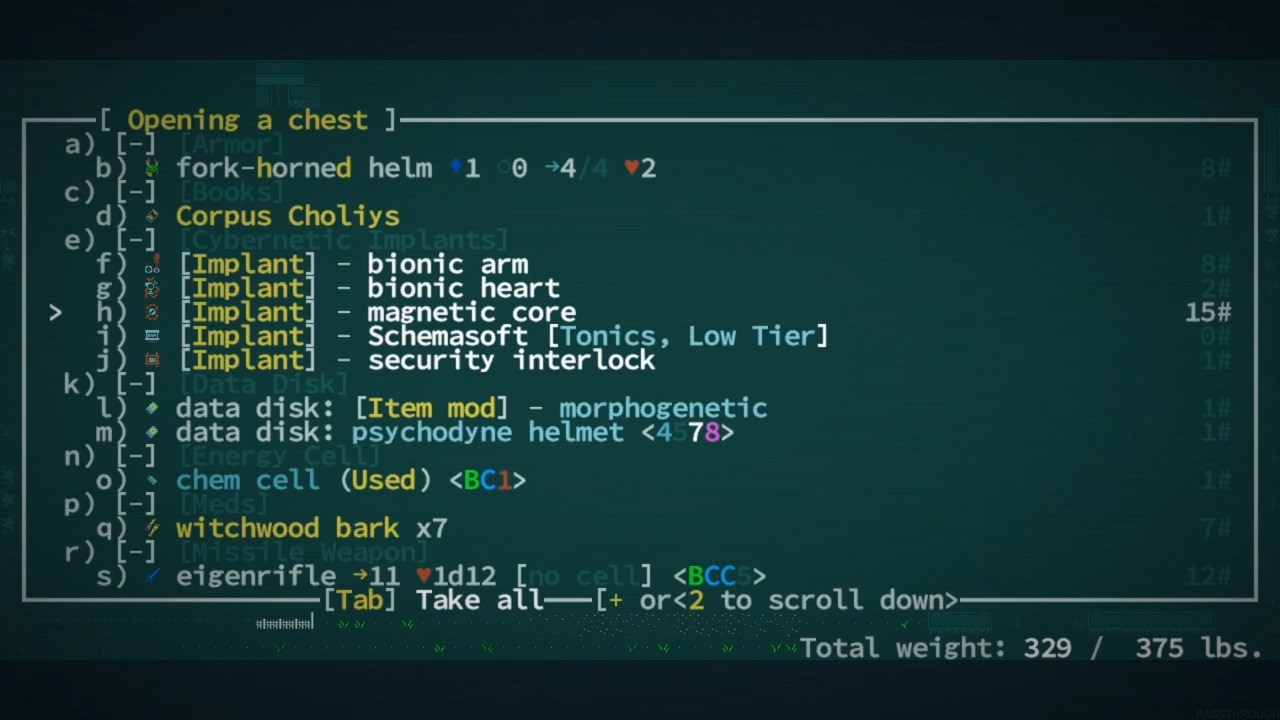 [ Opening a chest ]
a) [-] [Armor]
b) fork-horned helm ♦1 ○0 →4/4 ♥2 8#
c) [-] [Books]
d) Corpus Choliys 1#
e) [-] [Cybernetic Implants]
f) [Implant] - bionic arm 8#
g) [Implant] - bionic heart 2#
> h) [Implant] - magnetic core 15#
i) [Implant] - Schemasoft [Tonics, Low Tier] 0#
j) [Implant] - security interlock 1#
k) [-] [Data Disk]
l) data disk: [Item mod] - morphogenetic 1#
m) data disk: psychodyne helmet <4578> 1#
n) [-] [Energy Cell]
o) chem cell (Used) <BC1> 1#
p) [-] [Meds]
q) witchwood bark x7 7#
r) [-] [Missile Weapon]
s) eigenrifle →11 ♥1d12 [no cell] <BCC5> 12#
[Tab] Take all [+ or<2 to scroll down>
Total weight: 329 / 375 lbs.